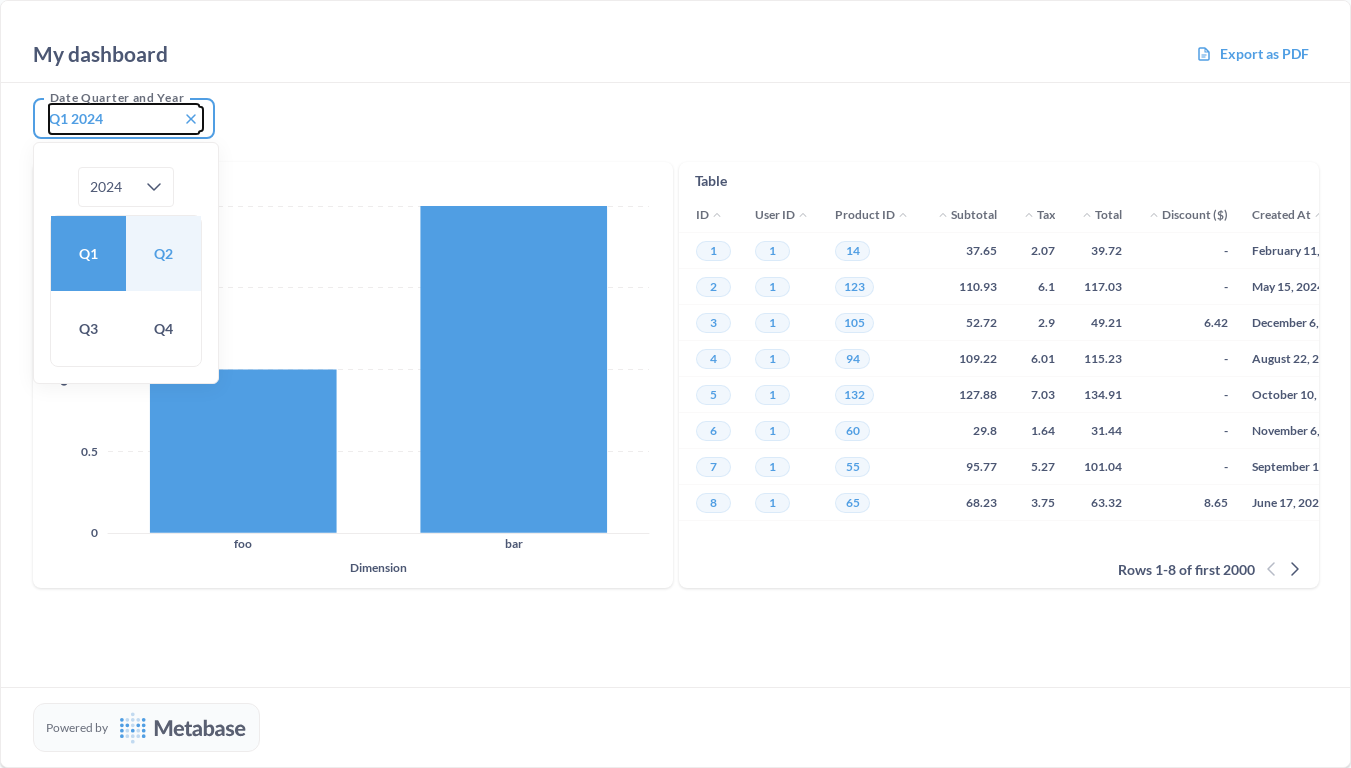 My dashboard
Export as PDF
Date Quarter and Year
Q1 2024
2024
Q1 Q2
Q3 Q4
0.5
0
foo bar
Dimension
Table
ID User ID Product ID Subtotal Tax Total Discount ($) Created At
1 1 14 37.65 2.07 39.72 - February 11,
2 1 123 110.93 6.1 117.03 - May 15, 2024
3 1 105 52.72 2.9 49.21 6.42 December 6,
4 1 94 109.22 6.01 115.23 - August 22, 2
5 1 132 127.88 7.03 134.91 - October 10,
6 1 60 29.8 1.64 31.44 - November 6,
7 1 55 95.77 5.27 101.04 - September 1
8 1 65 68.23 3.75 63.32 8.65 June 17, 202
Rows 1-8 of first 2000
Powered by Metabase